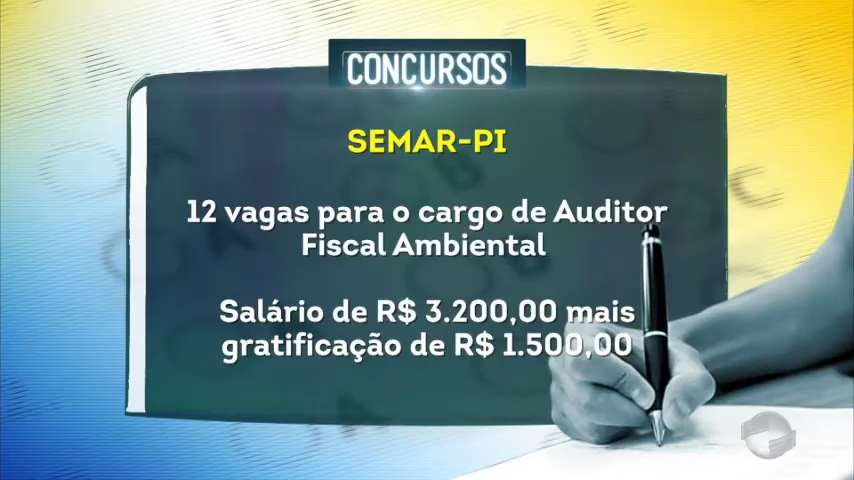 CONCURSOS
SEMAR-PI
12 vagas para o cargo de Auditor
Fiscal Ambiental
Salário de R$ 3.200,00 mais
gratificação de R$ 1.500,00